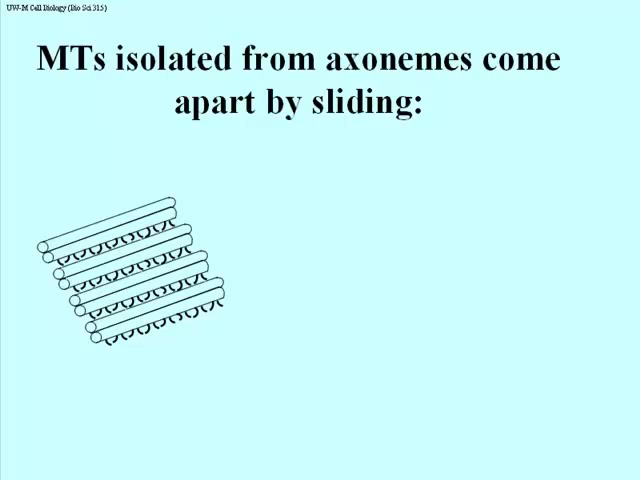 UW-M Cell Biology (Bio Sci 315)
MTs isolated from axonemes come
apart by sliding: